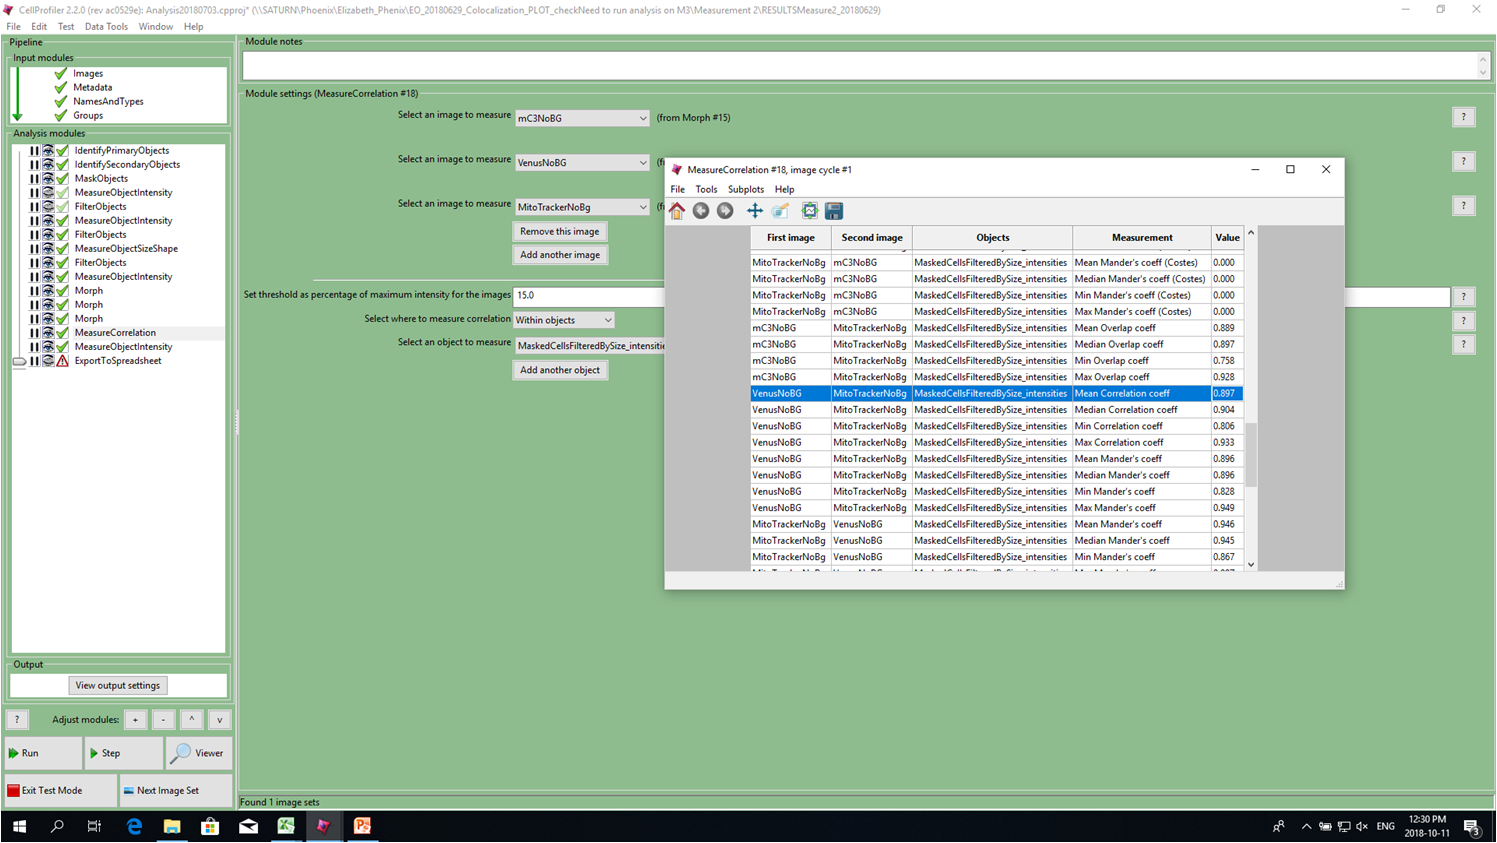 CellProfiler 2.2.0 (rev ac0529e): Analysis20180703.cpproj* (\\SATURN\Phoenix\Elizabeth_Phenix\EO_20180629_Colocalization_PLOT_checkNeed to run analysis on M3\Measurement 2\RESULTSMeasure2_20180629)
File Edit Test Data Tools Window Help
Pipeline
Input modules
Images
Metadata
NamesAndTypes
Groups
Analysis modules
IdentifyPrimaryObjects
IdentifySecondaryObjects
MaskObjects
MeasureObjectIntensity
FilterObjects
MeasureObjectIntensity
FilterObjects
MeasureObjectSizeShape
FilterObjects
MeasureObjectIntensity
Morph
Morph
Morph
MeasureCorrelation
MeasureObjectIntensity
ExportToSpreadsheet
Output
View output settings
? Adjust modules: + - ^ v
Run Step Viewer
Exit Test Mode Next Image Set
Module notes
Module settings (MeasureCorrelation #18)
Select an image to measure mC3NoBG (from Morph #15) ?
Select an image to measure VenusNoBG ?
Select an image to measure MitoTrackerNoBg ?
Remove this image
Add another image
Set threshold as percentage of maximum intensity for the images 15.0 ?
Select where to measure correlation Within objects ?
Select an object to measure MaskedCellsFilteredBySize_intensitie ?
Add another object
Found 1 image sets
MeasureCorrelation #18, image cycle #1
File Tools Subplots Help
First image Second image Objects Measurement Value
MitoTrackerNoBg mC3NoBG MaskedCellsFilteredBySize_intensities Mean Mander's coeff (Costes) 0.000
MitoTrackerNoBg mC3NoBG MaskedCellsFilteredBySize_intensities Median Mander's coeff (Costes) 0.000
MitoTrackerNoBg mC3NoBG MaskedCellsFilteredBySize_intensities Min Mander's coeff (Costes) 0.000
MitoTrackerNoBg mC3NoBG MaskedCellsFilteredBySize_intensities Max Mander's coeff (Costes) 0.000
mC3NoBG MitoTrackerNoBg MaskedCellsFilteredBySize_intensities Mean Overlap coeff 0.889
mC3NoBG MitoTrackerNoBg MaskedCellsFilteredBySize_intensities Median Overlap coeff 0.897
mC3NoBG MitoTrackerNoBg MaskedCellsFilteredBySize_intensities Min Overlap coeff 0.758
mC3NoBG MitoTrackerNoBg MaskedCellsFilteredBySize_intensities Max Overlap coeff 0.928
VenusNoBG MitoTrackerNoBg MaskedCellsFilteredBySize_intensities Mean Correlation coeff 0.897
VenusNoBG MitoTrackerNoBg MaskedCellsFilteredBySize_intensities Median Correlation coeff 0.904
VenusNoBG MitoTrackerNoBg MaskedCellsFilteredBySize_intensities Min Correlation coeff 0.806
VenusNoBG MitoTrackerNoBg MaskedCellsFilteredBySize_intensities Max Correlation coeff 0.933
VenusNoBG MitoTrackerNoBg MaskedCellsFilteredBySize_intensities Mean Mander's coeff 0.896
VenusNoBG MitoTrackerNoBg MaskedCellsFilteredBySize_intensities Median Mander's coeff 0.896
VenusNoBG MitoTrackerNoBg MaskedCellsFilteredBySize_intensities Min Mander's coeff 0.828
VenusNoBG MitoTrackerNoBg MaskedCellsFilteredBySize_intensities Max Mander's coeff 0.949
MitoTrackerNoBg VenusNoBG MaskedCellsFilteredBySize_intensities Mean Mander's coeff 0.946
MitoTrackerNoBg VenusNoBG MaskedCellsFilteredBySize_intensities Median Mander's coeff 0.945
MitoTrackerNoBg VenusNoBG MaskedCellsFilteredBySize_intensities Min Mander's coeff 0.867
ENG
12:30 PM
2018-10-11
3